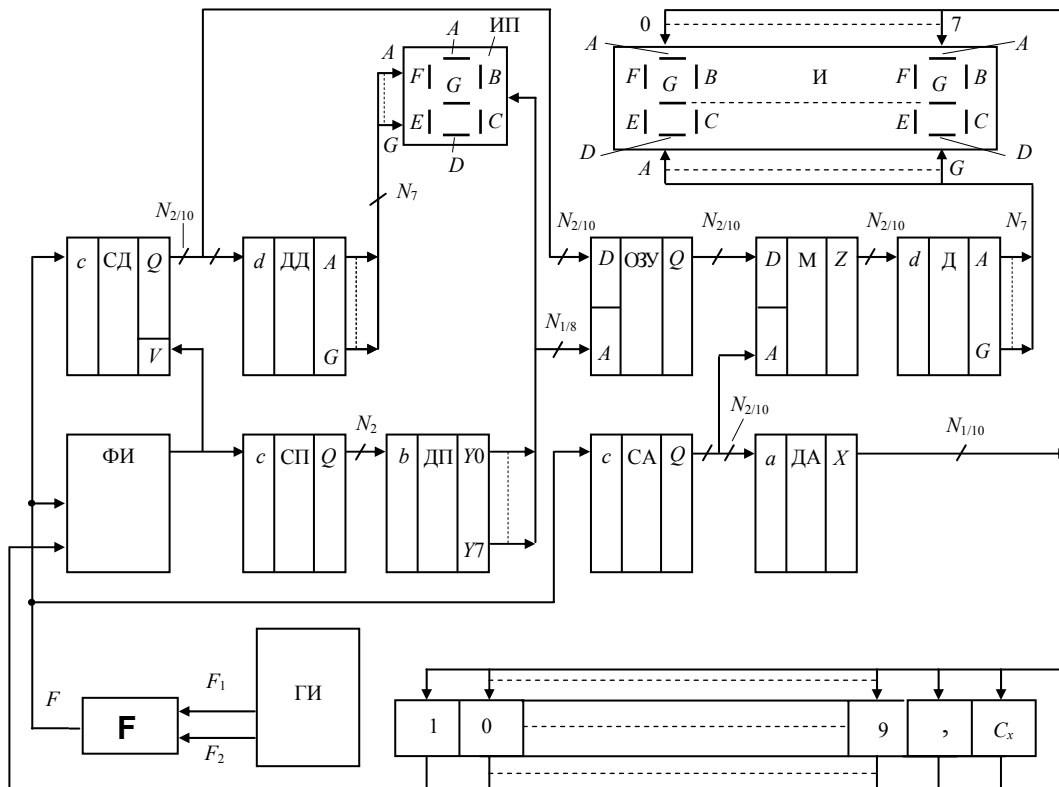 0 7
A ИП A A
A F G B F G B И F G B
E C E C E C
G D D A G D
N7
N2/10 N2/10 N2/10 N2/10 N7
c СД Q d ДД A D ОЗУ Q D М Z d Д A
N1/8
V G A A G
N2 N2/10 N1/10
ФИ c СП Q b ДП Y0 c СА Q a ДА X
Y7
F F1 ГИ
F
F2
1 0 9 , Cx